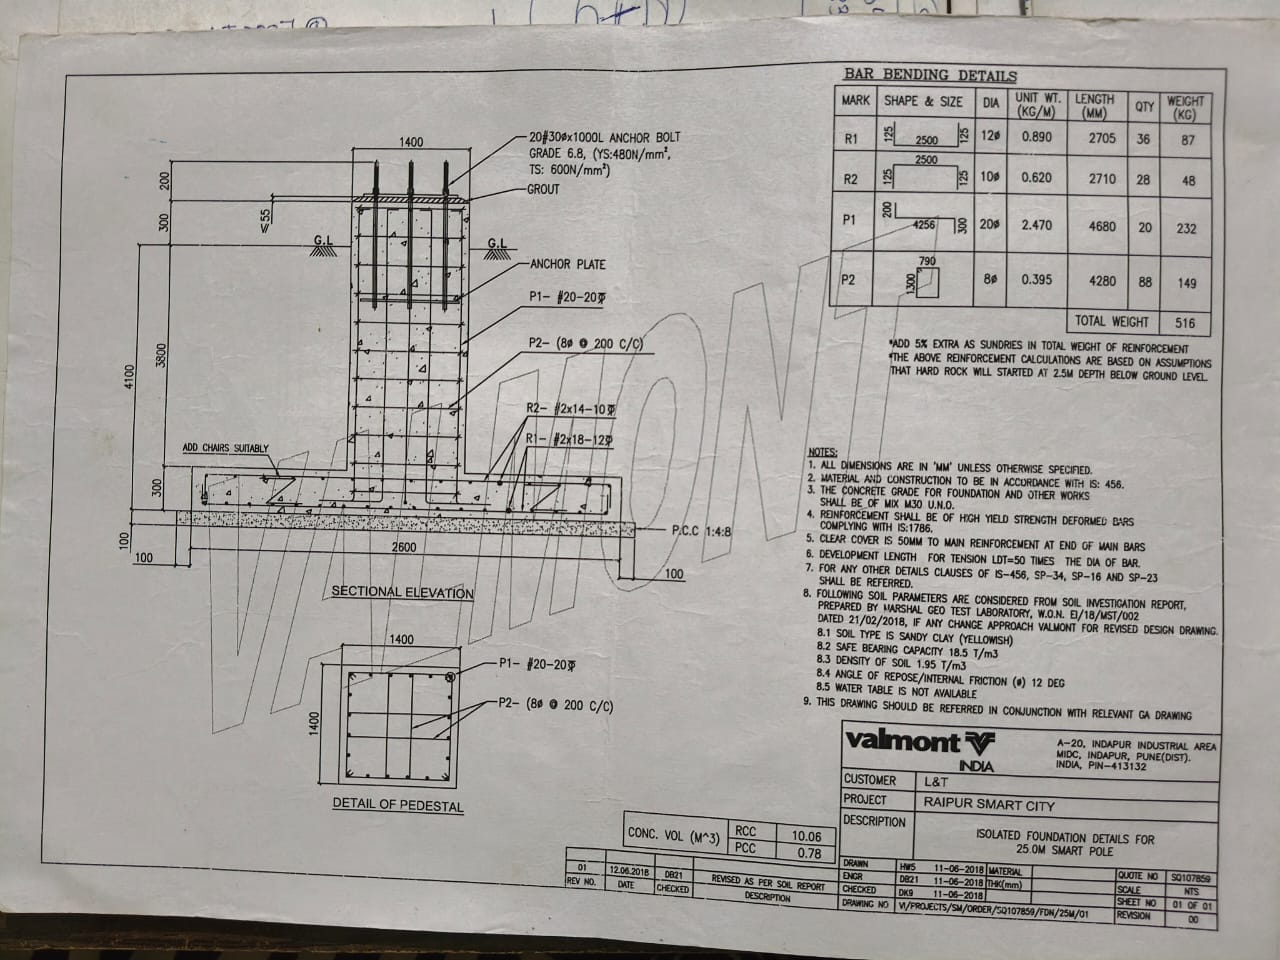 BAR BENDING DETAILS
MARK SHAPE & SIZE DIA UNIT WT. (KG/M) LENGTH (MM) QTY WEIGHT (KG)
R1 125 2500 125 12ø 0.890 2705 36 87
R2 125 2500 125 10ø 0.620 2710 28 48
P1 200 4256 300 20ø 2.470 4680 20 232
P2 790 1300 8ø 0.395 4280 88 149
TOTAL WEIGHT 516
*ADD 5% EXTRA AS SUNDRIES IN TOTAL WEIGHT OF REINFORCEMENT
*THE ABOVE REINFORCEMENT CALCULATIONS ARE BASED ON ASSUMPTIONS
THAT HARD ROCK WILL STARTED AT 2.5M DEPTH BELOW GROUND LEVEL.
1400
20#30øx1000L ANCHOR BOLT
GRADE 6.8, (YS:480N/mm²,
TS: 600N/mm²)
GROUT
200
55
300
G.L
G.L
ANCHOR PLATE
P1- #20-20
P2- (8ø @ 200 C/C)
3800
4100
R2- #2x14-10
R1- #2x18-12
ADD CHAIRS SUITABLY
300
P.C.C 1:4:8
100
2600
100
100
SECTIONAL ELEVATION
1400
P1- #20-20
P2- (8ø @ 200 C/C)
1400
DETAIL OF PEDESTAL
VALMONT
NOTES:
1. ALL DIMENSIONS ARE IN 'MM' UNLESS OTHERWISE SPECIFIED.
2. MATERIAL AND CONSTRUCTION TO BE IN ACCORDANCE WITH IS: 456.
3. THE CONCRETE GRADE FOR FOUNDATION AND OTHER WORKS
SHALL BE OF MIX M30 U.N.O.
4. REINFORCEMENT SHALL BE OF HIGH YIELD STRENGTH DEFORMED BARS
COMPLYING WITH IS:1786.
5. CLEAR COVER IS 50MM TO MAIN REINFORCEMENT AT END OF MAIN BARS
6. DEVELOPMENT LENGTH FOR TENSION LDT=50 TIMES THE DIA OF BAR.
7. FOR ANY OTHER DETAILS CLAUSES OF IS-456, SP-34, SP-16 AND SP-23
SHALL BE REFERRED.
8. FOLLOWING SOIL PARAMETERS ARE CONSIDERED FROM SOIL INVESTIGATION REPORT,
PREPARED BY MARSHAL GEO TEST LABORATORY, W.O.N. EI/18/MST/002
DATED 21/02/2018, IF ANY CHANGE APPROACH VALMONT FOR REVISED DESIGN DRAWING.
8.1 SOIL TYPE IS SANDY CLAY (YELLOWISH)
8.2 SAFE BEARING CAPACITY 18.5 T/m3
8.3 DENSITY OF SOIL 1.95 T/m3
8.4 ANGLE OF REPOSE/INTERNAL FRICTION (ø) 12 DEG
8.5 WATER TABLE IS NOT AVAILABLE
9. THIS DRAWING SHOULD BE REFERRED IN CONJUNCTION WITH RELEVANT GA DRAWING
valmont
INDIA
A-20, INDAPUR INDUSTRIAL AREA
MIDC, INDAPUR, PUNE(DIST).
INDIA, PIN-413132
CUSTOMER L&T
PROJECT RAIPUR SMART CITY
DESCRIPTION ISOLATED FOUNDATION DETAILS FOR
25.0M SMART POLE
CONC. VOL (M^3) RCC 10.06
PCC 0.78
DRAWN HW5 11-06-2018 MATERIAL QUOTE NO SQ107859
ENGR DB21 11-06-2018 THK(mm) SCALE NTS
CHECKED DK9 11-06-2018 SHEET NO 01 OF 01
DRAWING NO VI/PROJECTS/SM/ORDER/SQ107859/FDN/25M/01 REVISION 00
01 12.06.2018 DB21 REVISED AS PER SOIL REPORT
REV NO. DATE CHECKED DESCRIPTION